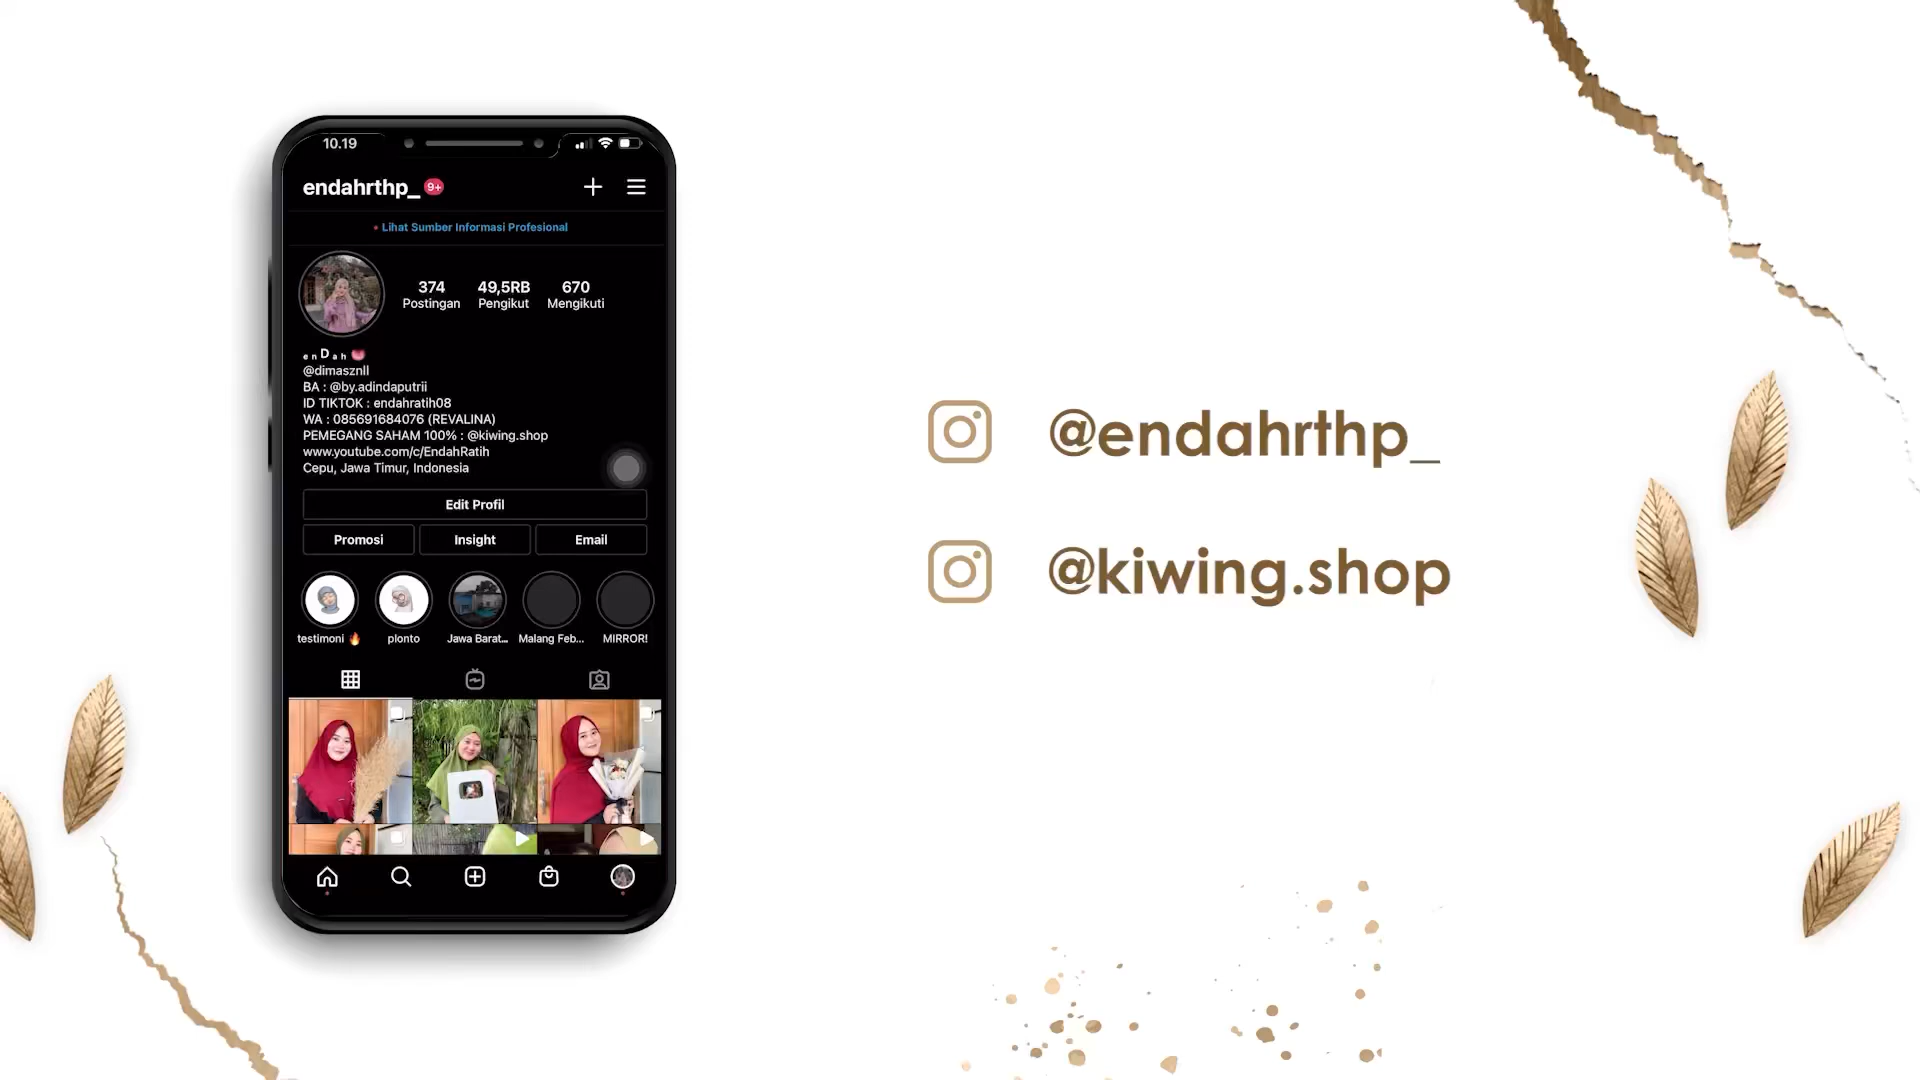 10.19
endahrthp_ 9+
• Lihat Sumber Informasi Profesional
374 49,5RB 670
Postingan Pengikut Mengikuti
ₑ ₙ D ₐ ₕ 👅
@dimasznll
BA : @by.adindaputrii
ID TIKTOK : endahratih08
WA : 085691684076 (REVALINA)
PEMEGANG SAHAM 100% : @kiwing.shop
www.youtube.com/c/EndahRatih
Cepu, Jawa Timur, Indonesia
Edit Profil
Promosi Insight Email
testimoni 🔥 plonto Jawa Barat... Malang Feb... MIRROR!
@endahrthp_
@kiwing.shop